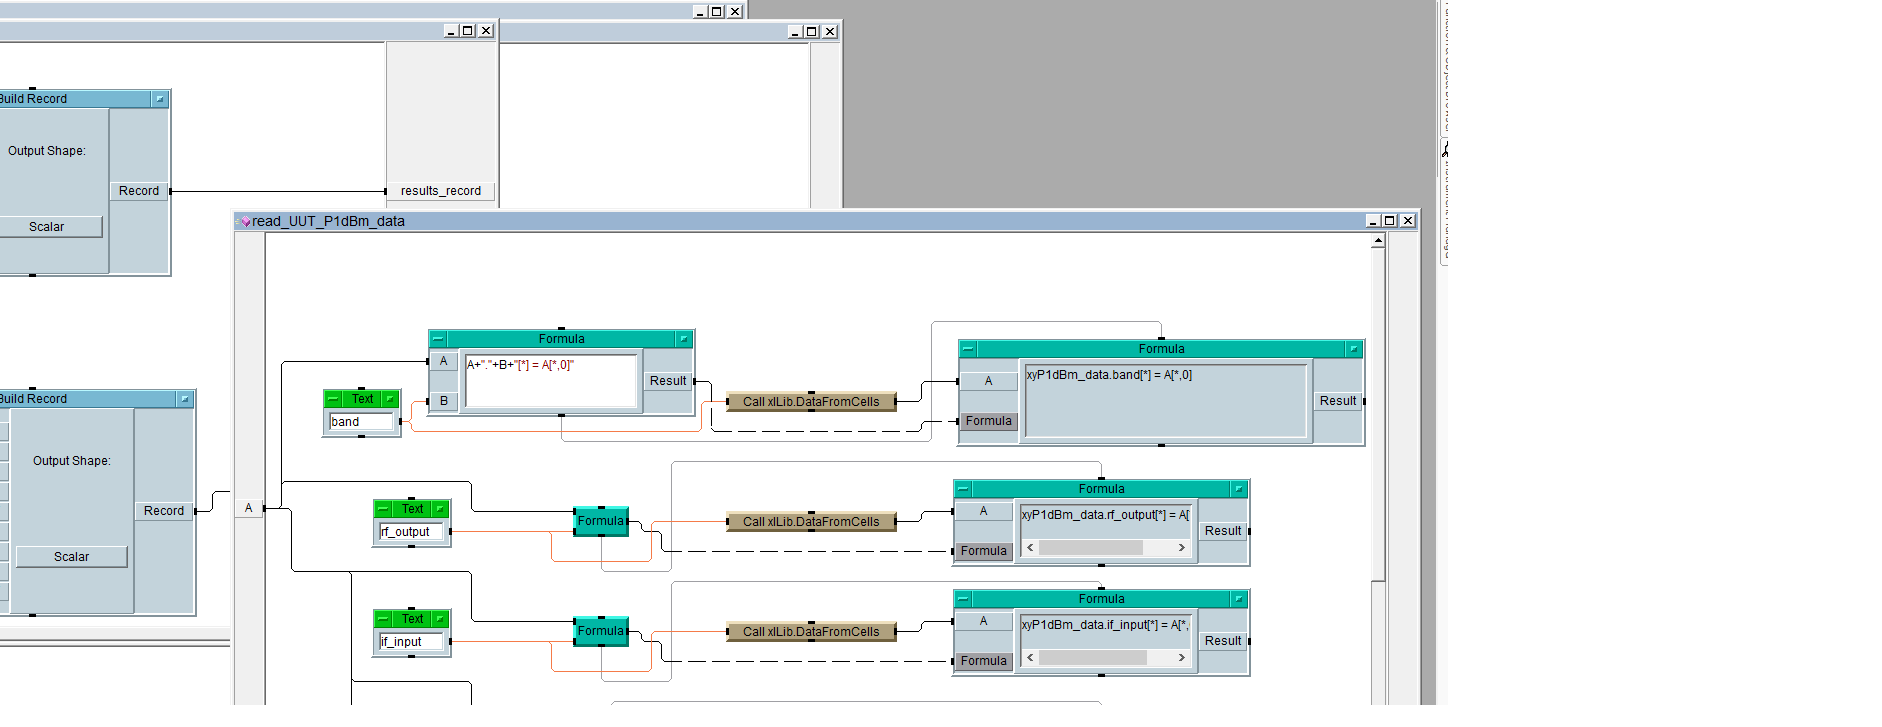 Build Record
Output Shape:
Record
Scalar
results_record
read_UUT_P1dBm_data
Formula
A
A+"."+B+"[*] = A[*,0]"
B
Result
Text
band
Call xlLib.DataFromCells
Formula
A
xyP1dBm_data.band[*] = A[*,0]
Formula
Result
Build Record
Output Shape:
Record
Scalar
A
Text
rf_output
Formula
Call xlLib.DataFromCells
Formula
A
xyP1dBm_data.rf_output[*] = A[
Formula
Result
Text
if_input
Formula
Call xlLib.DataFromCells
Formula
A
xyP1dBm_data.if_input[*] = A[*,
Formula
Result